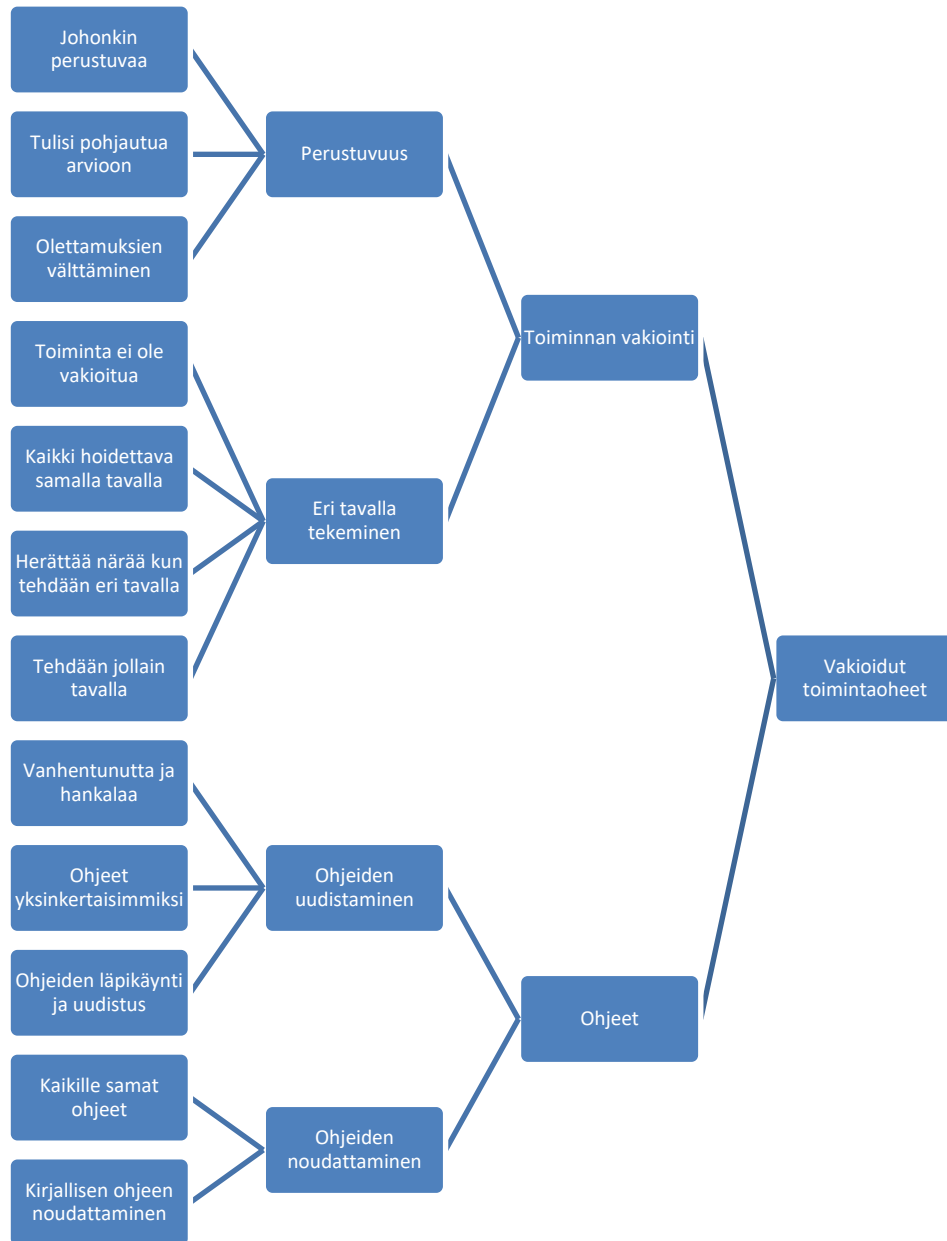 Johonkin
perustuvaa
Tulisi pohjautua
arvioon
Olettamuksien
välttäminen
Toiminta ei ole
vakioitua
Kaikki hoidettava
samalla tavalla
Herättää närää kun
tehdään eri tavalla
Tehdään jollain
tavalla
Vanhentunutta ja
hankalaa
Ohjeet
yksinkertaisimmiksi
Ohjeiden läpikäynti
ja uudistus
Kaikille samat
ohjeet
Kirjallisen ohjeen
noudattaminen
Perustuvuus
Eri tavalla
tekeminen
Ohjeiden
uudistaminen
Ohjeiden
noudattaminen
Toiminnan vakiointi
Ohjeet
Vakioidut
toimintaoheet